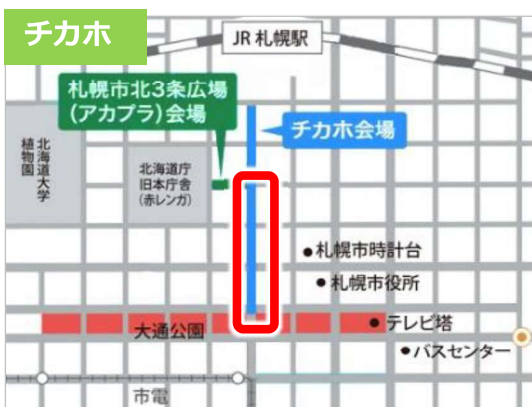 チカホ
JR 札幌駅
札幌市北3条広場
(アカプラ)会場
チカホ会場
北海道大学
植物園
北海道庁
旧本庁舎
(赤レンガ)
札幌市時計台
札幌市役所
テレビ塔
大通公園
バスセンター
市電